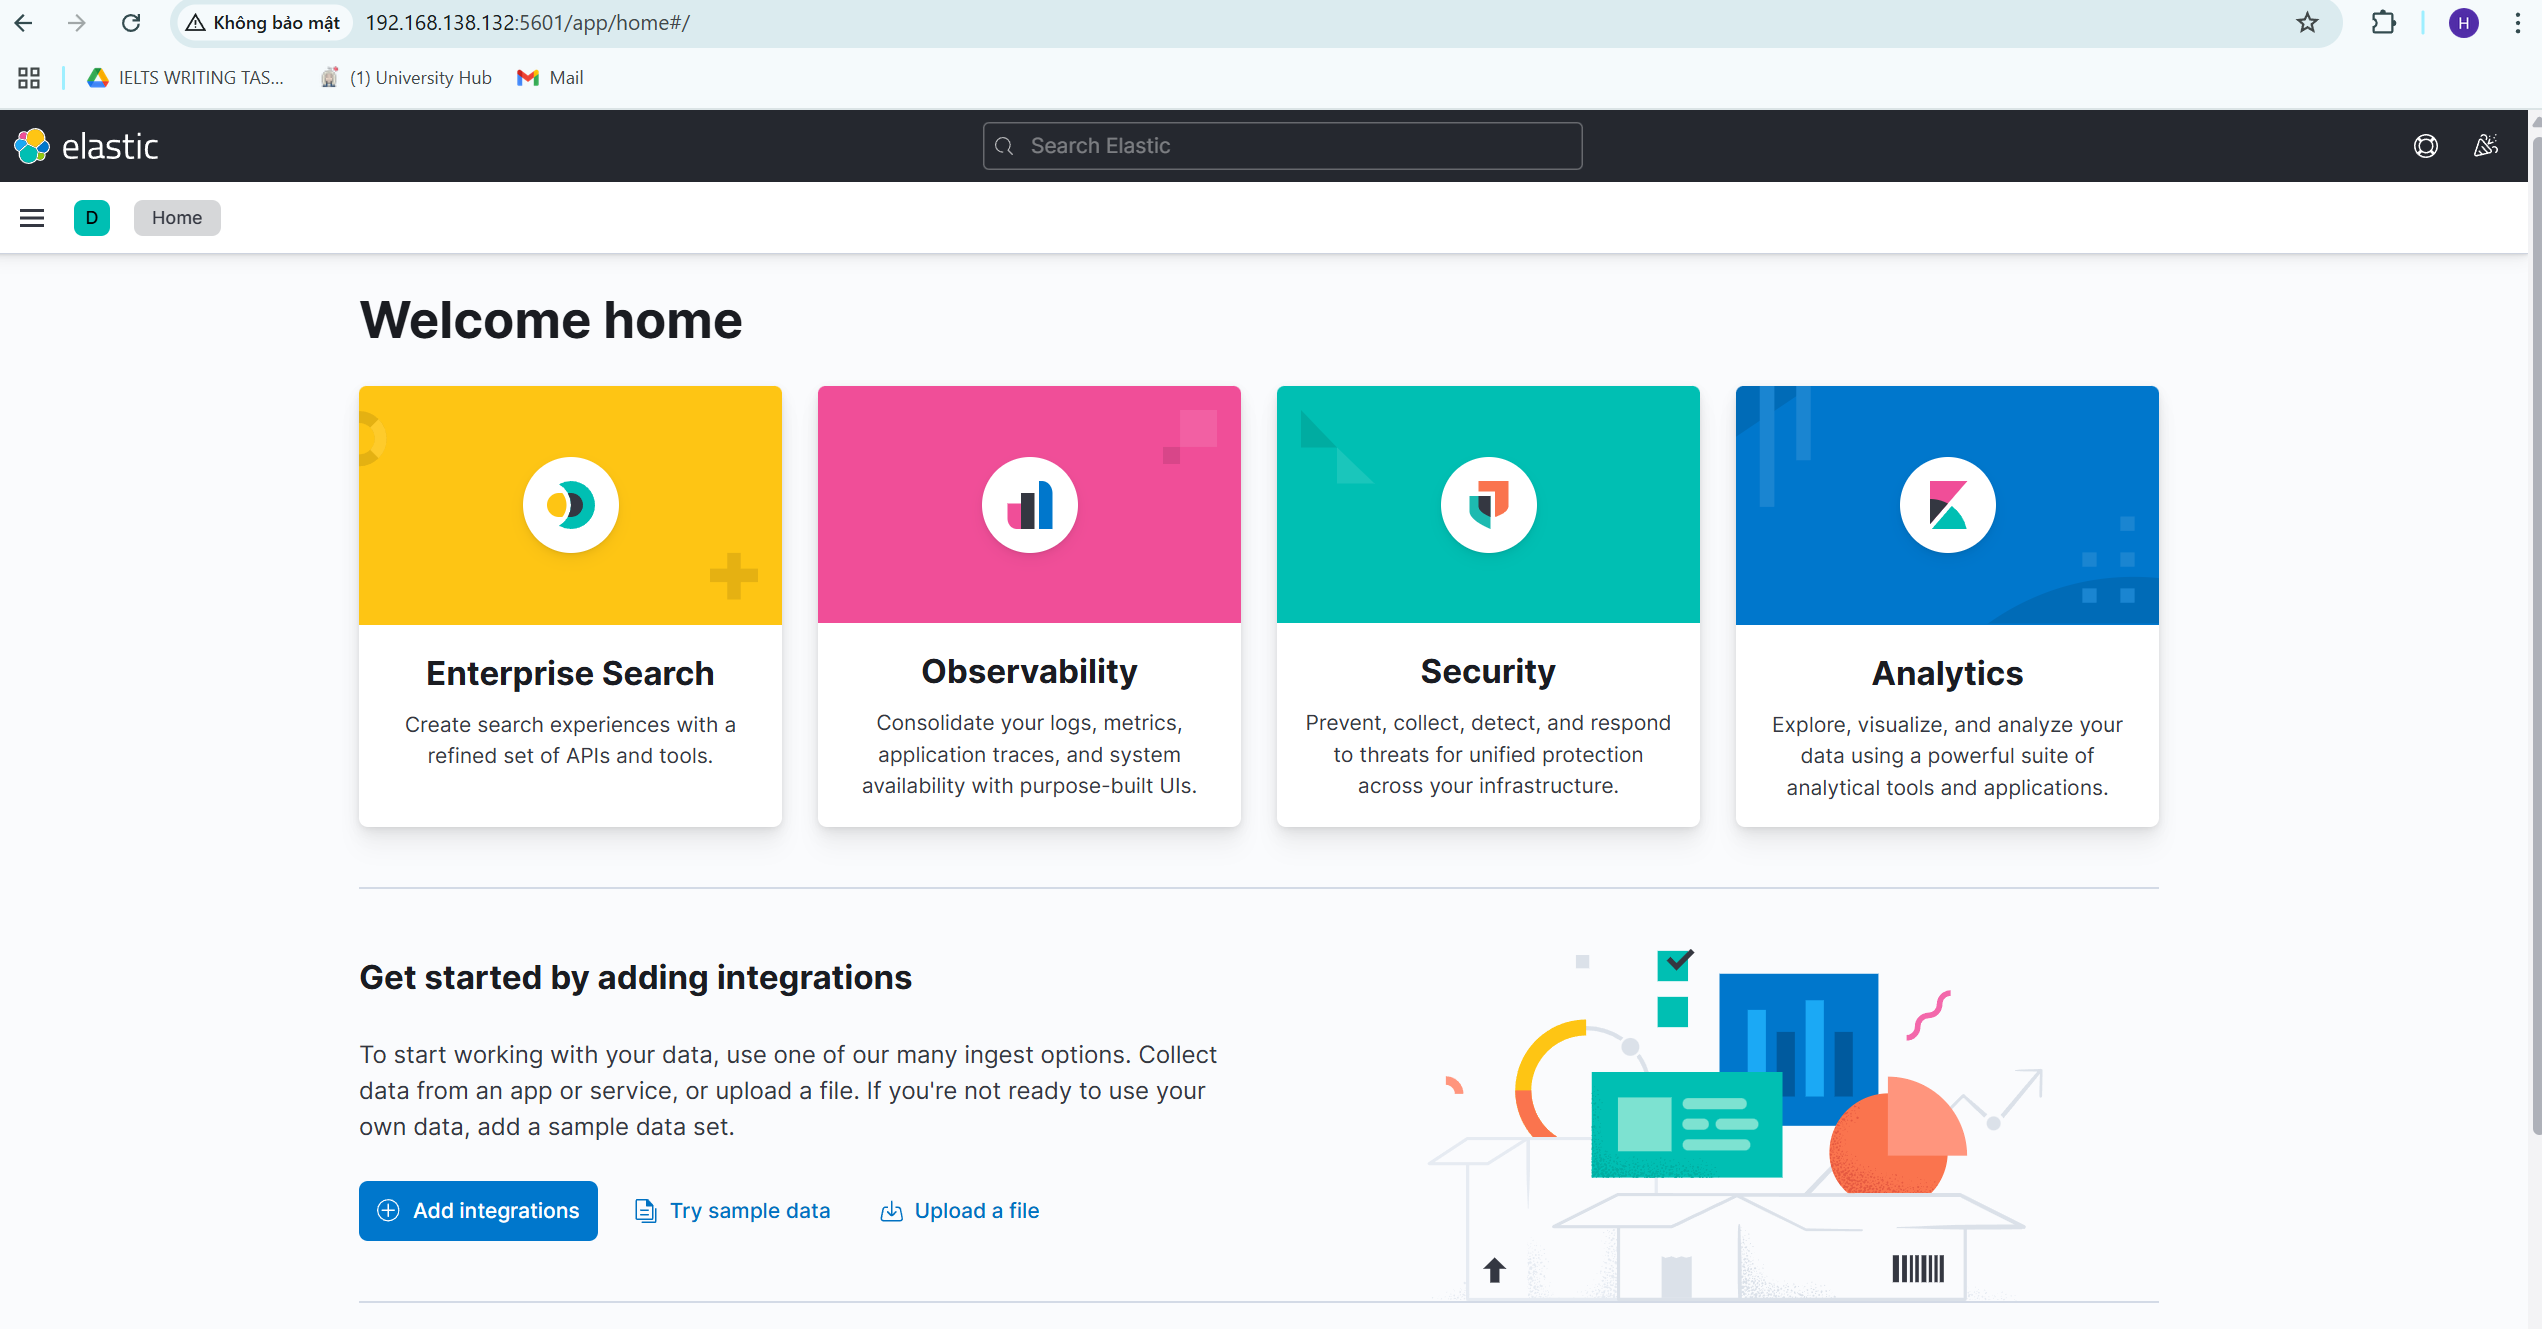 Không bảo mật 192.168.138.132:5601/app/home#/
H
IELTS WRITING TAS... (1) University Hub Mail
elastic Search Elastic
D Home
Welcome home
Enterprise Search
Create search experiences with a
refined set of APIs and tools.
Observability
Consolidate your logs, metrics,
application traces, and system
availability with purpose-built UIs.
Security
Prevent, collect, detect, and respond
to threats for unified protection
across your infrastructure.
Analytics
Explore, visualize, and analyze your
data using a powerful suite of
analytical tools and applications.
Get started by adding integrations
To start working with your data, use one of our many ingest options. Collect
data from an app or service, or upload a file. If you're not ready to use your
own data, add a sample data set.
Add integrations Try sample data Upload a file